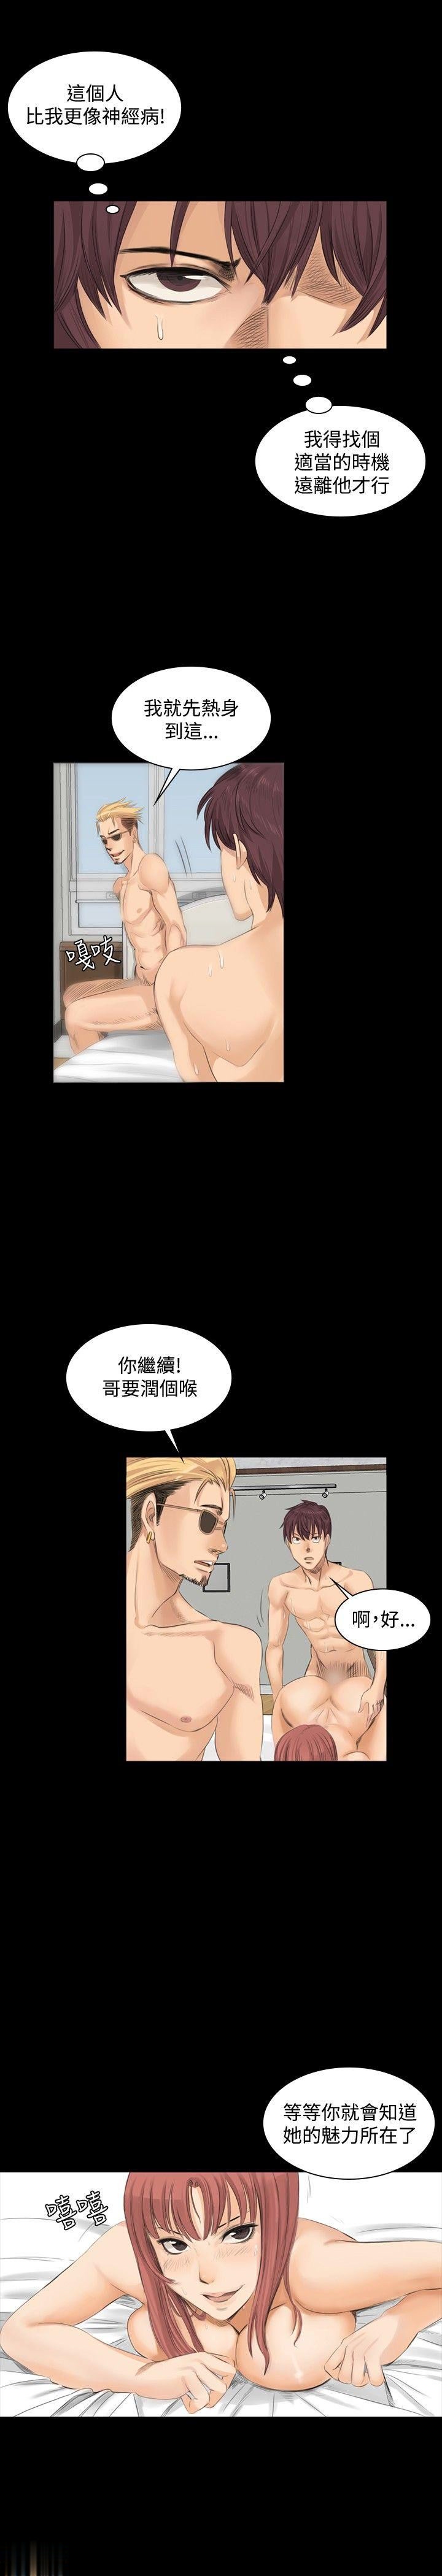 這個人
比我更像神經病!
我得找個
適當的時機
遠離他才行
我就先熱身
到這...
嘎吱
你繼續!
哥要潤個喉
啊,好...
等等你就會知道
她的魅力所在了
嘻嘻